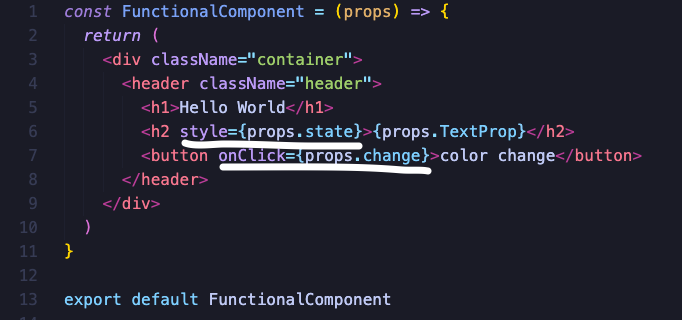 1 const FunctionalComponent = (props) => {
2 return (
3 <div className="container">
4 <header className="header">
5 <h1>Hello World</h1>
6 <h2 style={props.state}>{props.TextProp}</h2>
7 <button onClick={props.change}>color change</button>
8 </header>
9 </div>
10 )
11 }
12
13 export default FunctionalComponent
14